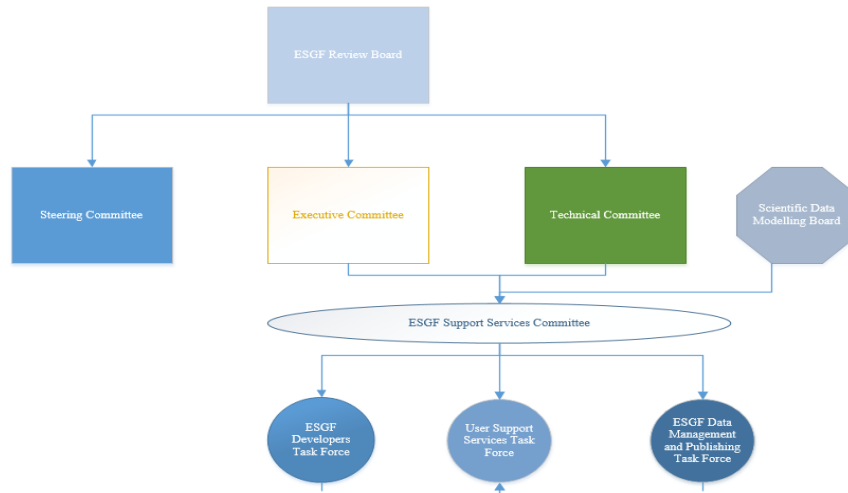 ESGF Review Board
Steering Committee
Executive Committee
Technical Committee
Scientific Data
Modelling Board
ESGF Support Services Committee
ESGF
Developers
Task Force
User Support
Services Task
Force
ESGF Data
Management
and Publishing
Task Force